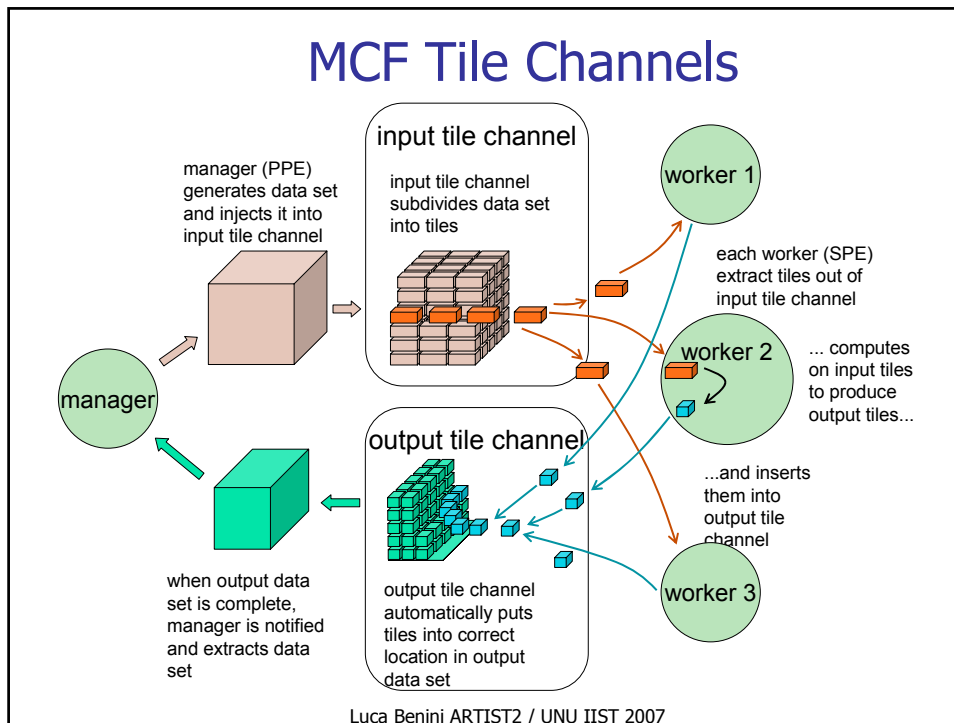 MCF Tile Channels
input tile channel
manager (PPE)
generates data set
and injects it into
input tile channel
input tile channel
subdivides data set
into tiles
worker 1
each worker (SPE)
extract tiles out of
input tile channel
worker 2
... computes
on input tiles
to produce
output tiles...
manager
output tile channel
...and inserts
them into
output tile
channel
worker 3
when output data
set is complete,
manager is notified
and extracts data
set
output tile channel
automatically puts
tiles into correct
location in output
data set
Luca Benini ARTIST2 / UNU IIST 2007